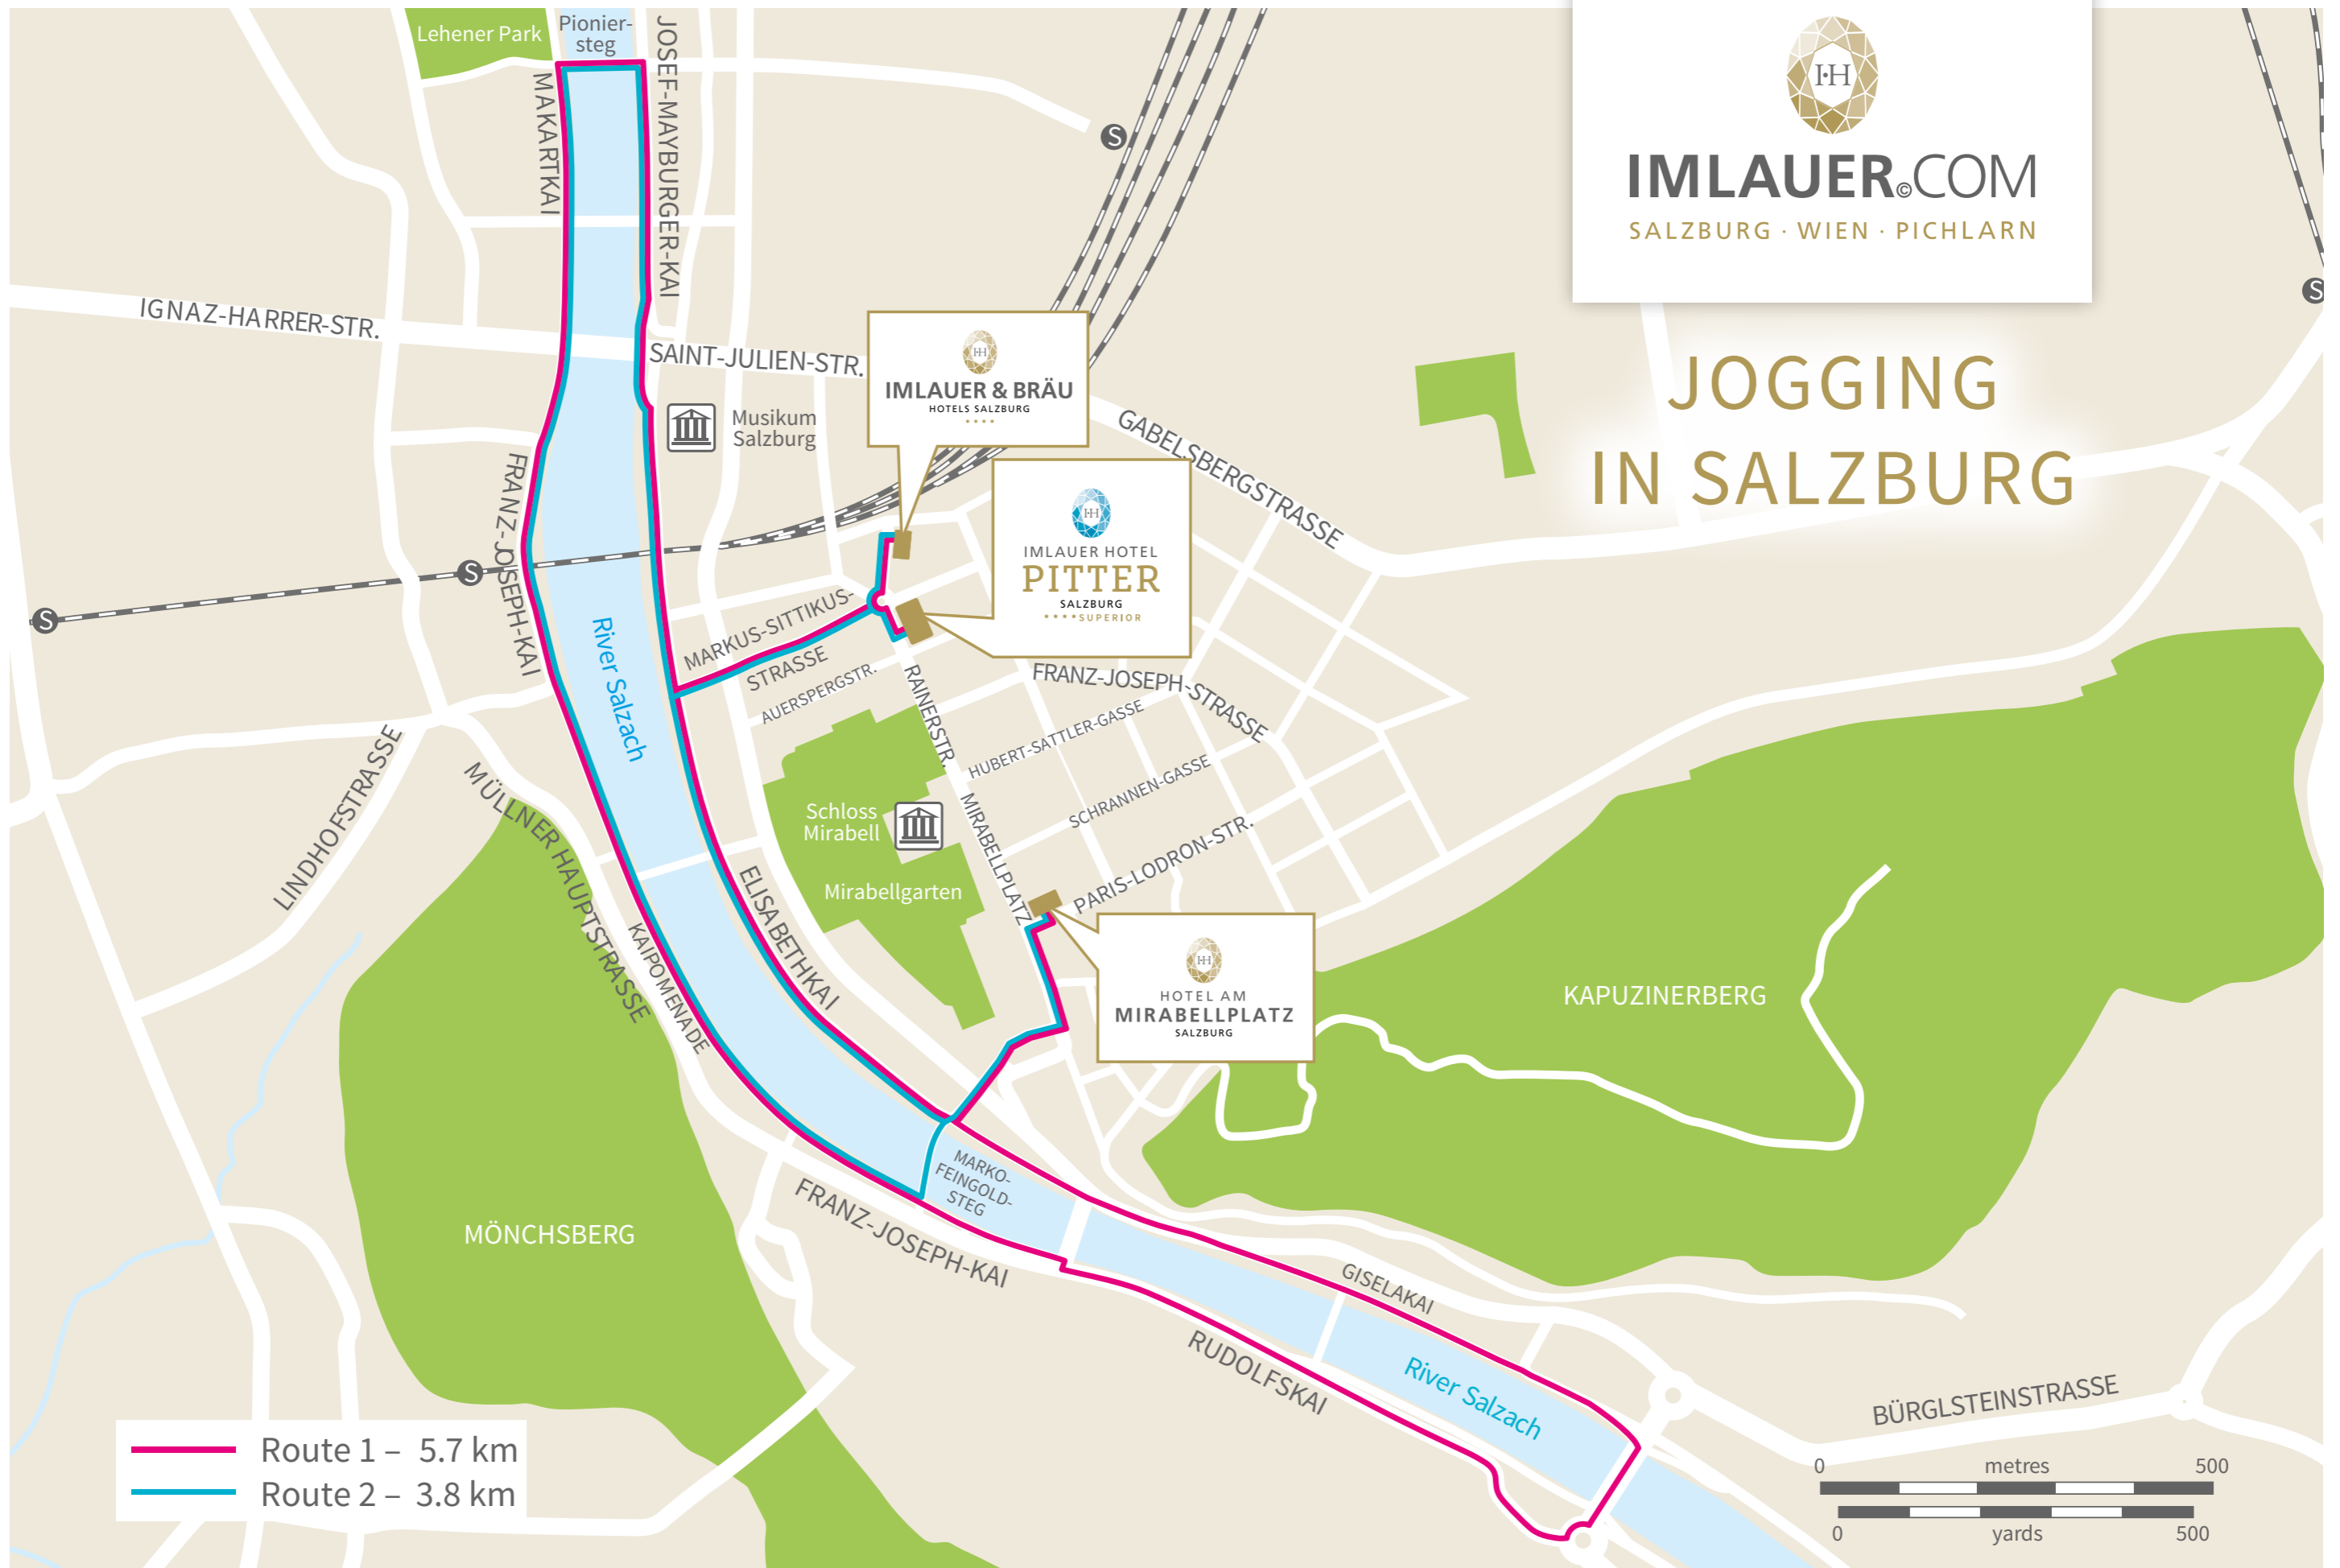 Lehener Park
Pionier-
steg
JOSEF-MAYBURGER-KAI
MAKARTKAI
I·H
IMLAUER©COM
SALZBURG · WIEN · PICHLARN
JOGGING
IN SALZBURG
S
S
IGNAZ-HARRER-STR.
SAINT-JULIEN-STR.
I·H
IMLAUER & BRÄU
HOTELS SALZBURG
****
Musikum
Salzburg
GABELSBERGSTRASSE
FRANZ-JOSEPH-KAI
I·H
IMLAUER HOTEL
PITTER
SALZBURG
****SUPERIOR
S
S
River Salzach
MARKUS-SITTIKUS-
STRASSE
AUERSPERGSTR.
RAINERSTR.
FRANZ-JOSEPH-STRASSE
HUBERT-SATTLER-GASSE
SCHRANNEN-GASSE
PARIS-LODRON-STR.
MIRABELLPLATZ
LINDHOFSTRASSE
MÜLLNER HAUPTSTRASSE
Schloss
Mirabell
Mirabellgarten
ELISABETHKAI
KAIPOMENADE
I·H
HOTEL AM
MIRABELLPLATZ
SALZBURG
KAPUZINERBERG
MÖNCHSBERG
MARKO-
FEINGOLD-
STEG
FRANZ-JOSEPH-KAI
GISELAKAI
RUDOLFSKAI
River Salzach
BÜRGLSTEINSTRASSE
Route 1 – 5.7 km
Route 2 – 3.8 km
0 metres 500
0 yards 500